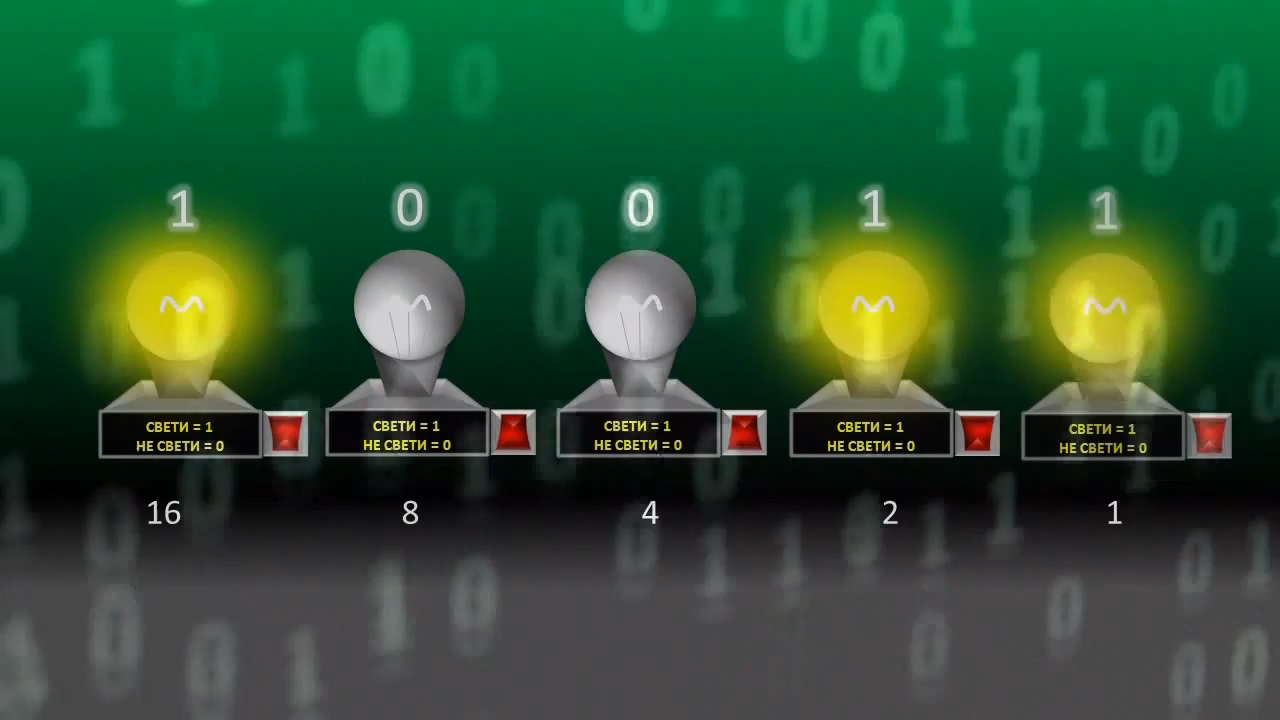 1 0 0 1 1
СВЕТИ = 1 СВЕТИ = 1 СВЕТИ = 1 СВЕТИ = 1 СВЕТИ = 1
НЕ СВЕТИ = 0 НЕ СВЕТИ = 0 НЕ СВЕТИ = 0 НЕ СВЕТИ = 0 НЕ СВЕТИ = 0
16 8 4 2 1